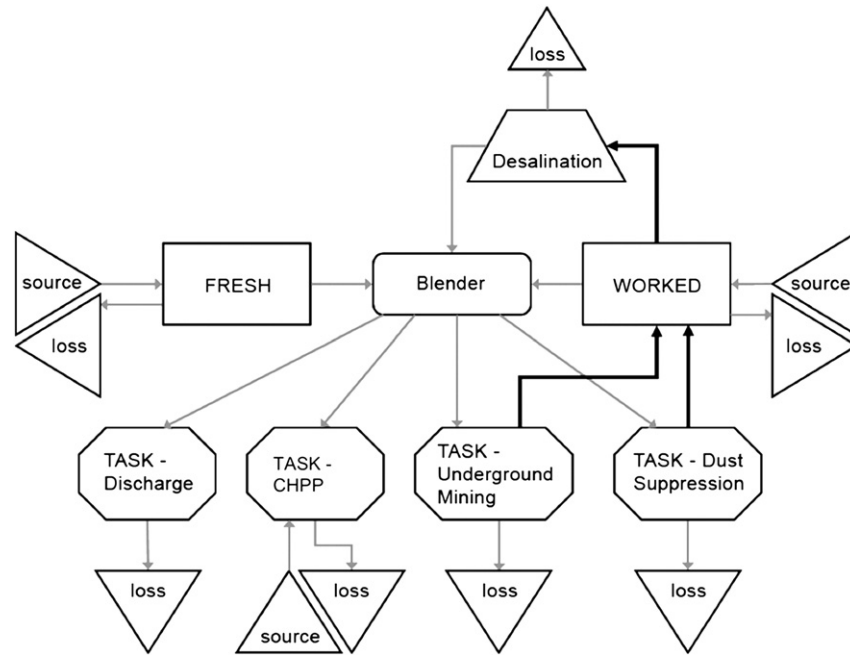 loss
Desalination
source
FRESH
Blender
WORKED
source
loss
loss
TASK -
Discharge
TASK -
CHPP
TASK -
Underground
Mining
TASK - Dust
Suppression
loss
source
loss
loss
loss